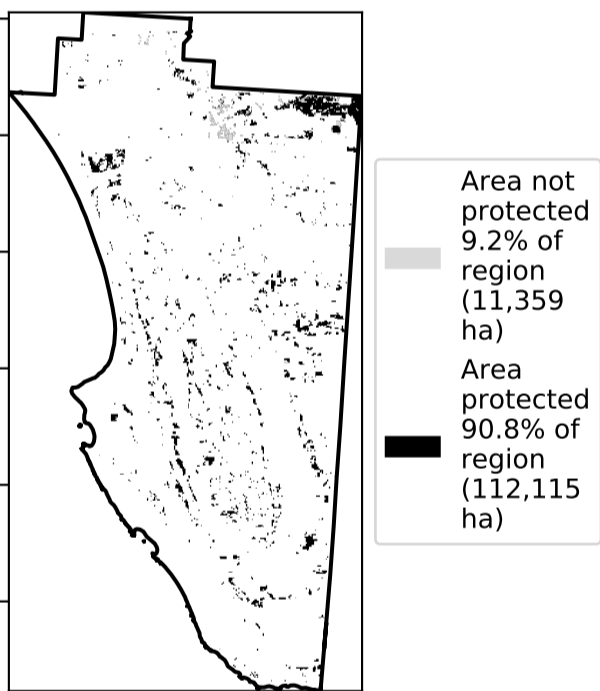 Area not
protected
9.2% of
region
(11,359
ha)
Area
protected
90.8% of
region
(112,115
ha)